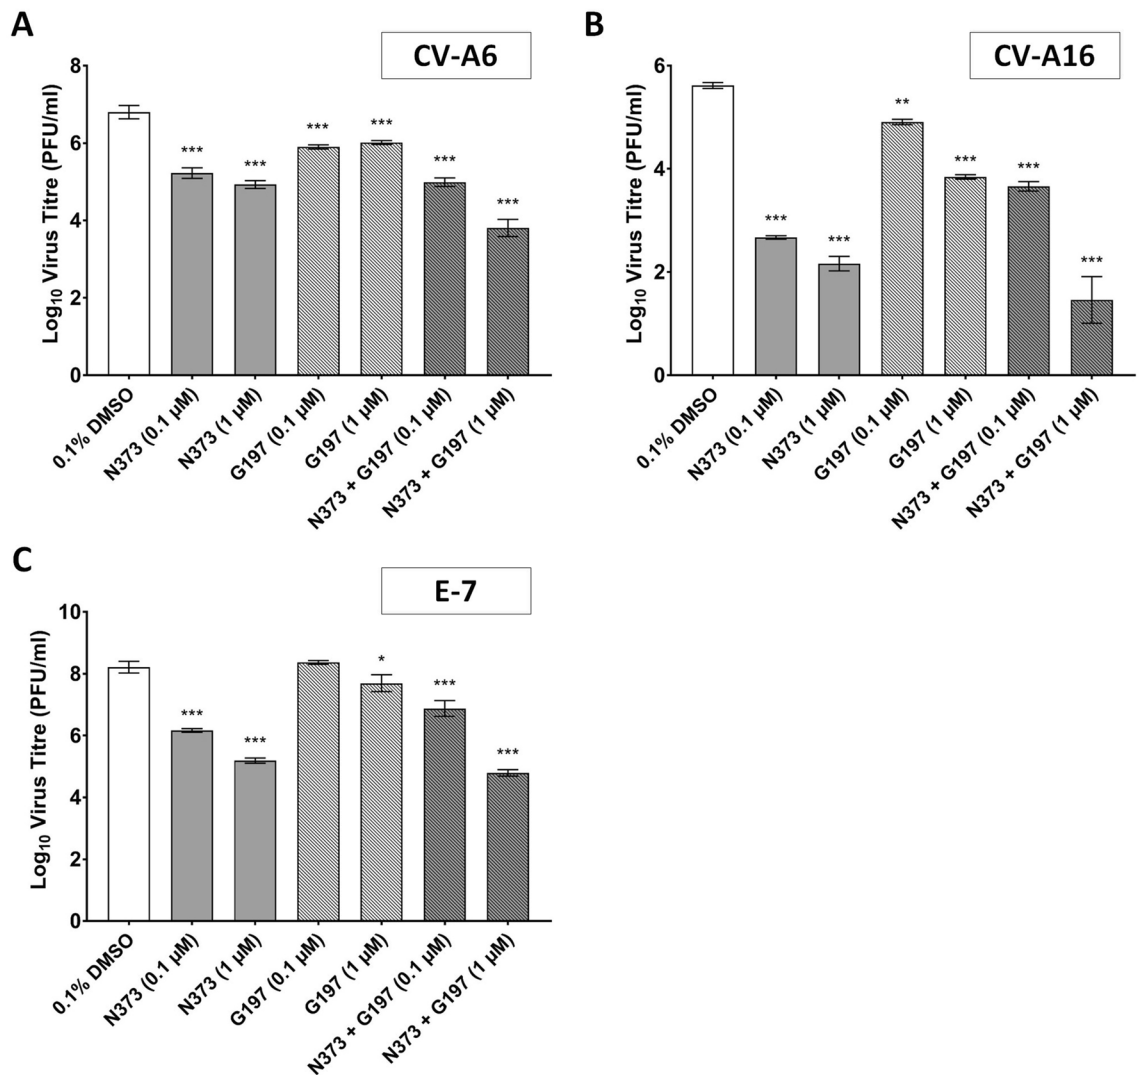 A
CV-A6
Log10 Virus Titre (PFU/ml)
8
6
4
2
0
***
***
***
***
***
***
0.1% DMSO
N373 (0.1 µM)
N373 (1 µM)
G197 (0.1 µM)
G197 (1 µM)
N373 + G197 (0.1 µM)
N373 + G197 (1 µM)
B
CV-A16
Log10 Virus Titre (PFU/ml)
6
4
2
0
***
***
**
***
***
***
0.1% DMSO
N373 (0.1 µM)
N373 (1 µM)
G197 (0.1 µM)
G197 (1 µM)
N373 + G197 (0.1 µM)
N373 + G197 (1 µM)
C
E-7
Log10 Virus Titre (PFU/ml)
10
8
6
4
2
0
***
***
*
***
***
0.1% DMSO
N373 (0.1 µM)
N373 (1 µM)
G197 (0.1 µM)
G197 (1 µM)
N373 + G197 (0.1 µM)
N373 + G197 (1 µM)